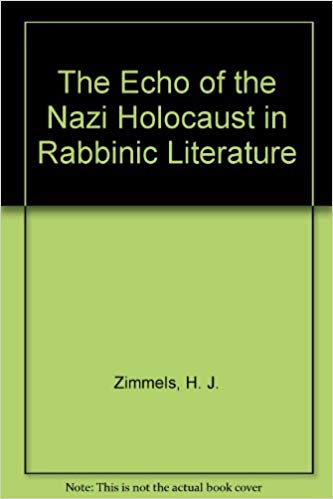 The Echo of the
Nazi Holocaust in
Rabbinic Literature
Zimmels, H. J.
Note: This is not the actual book cover